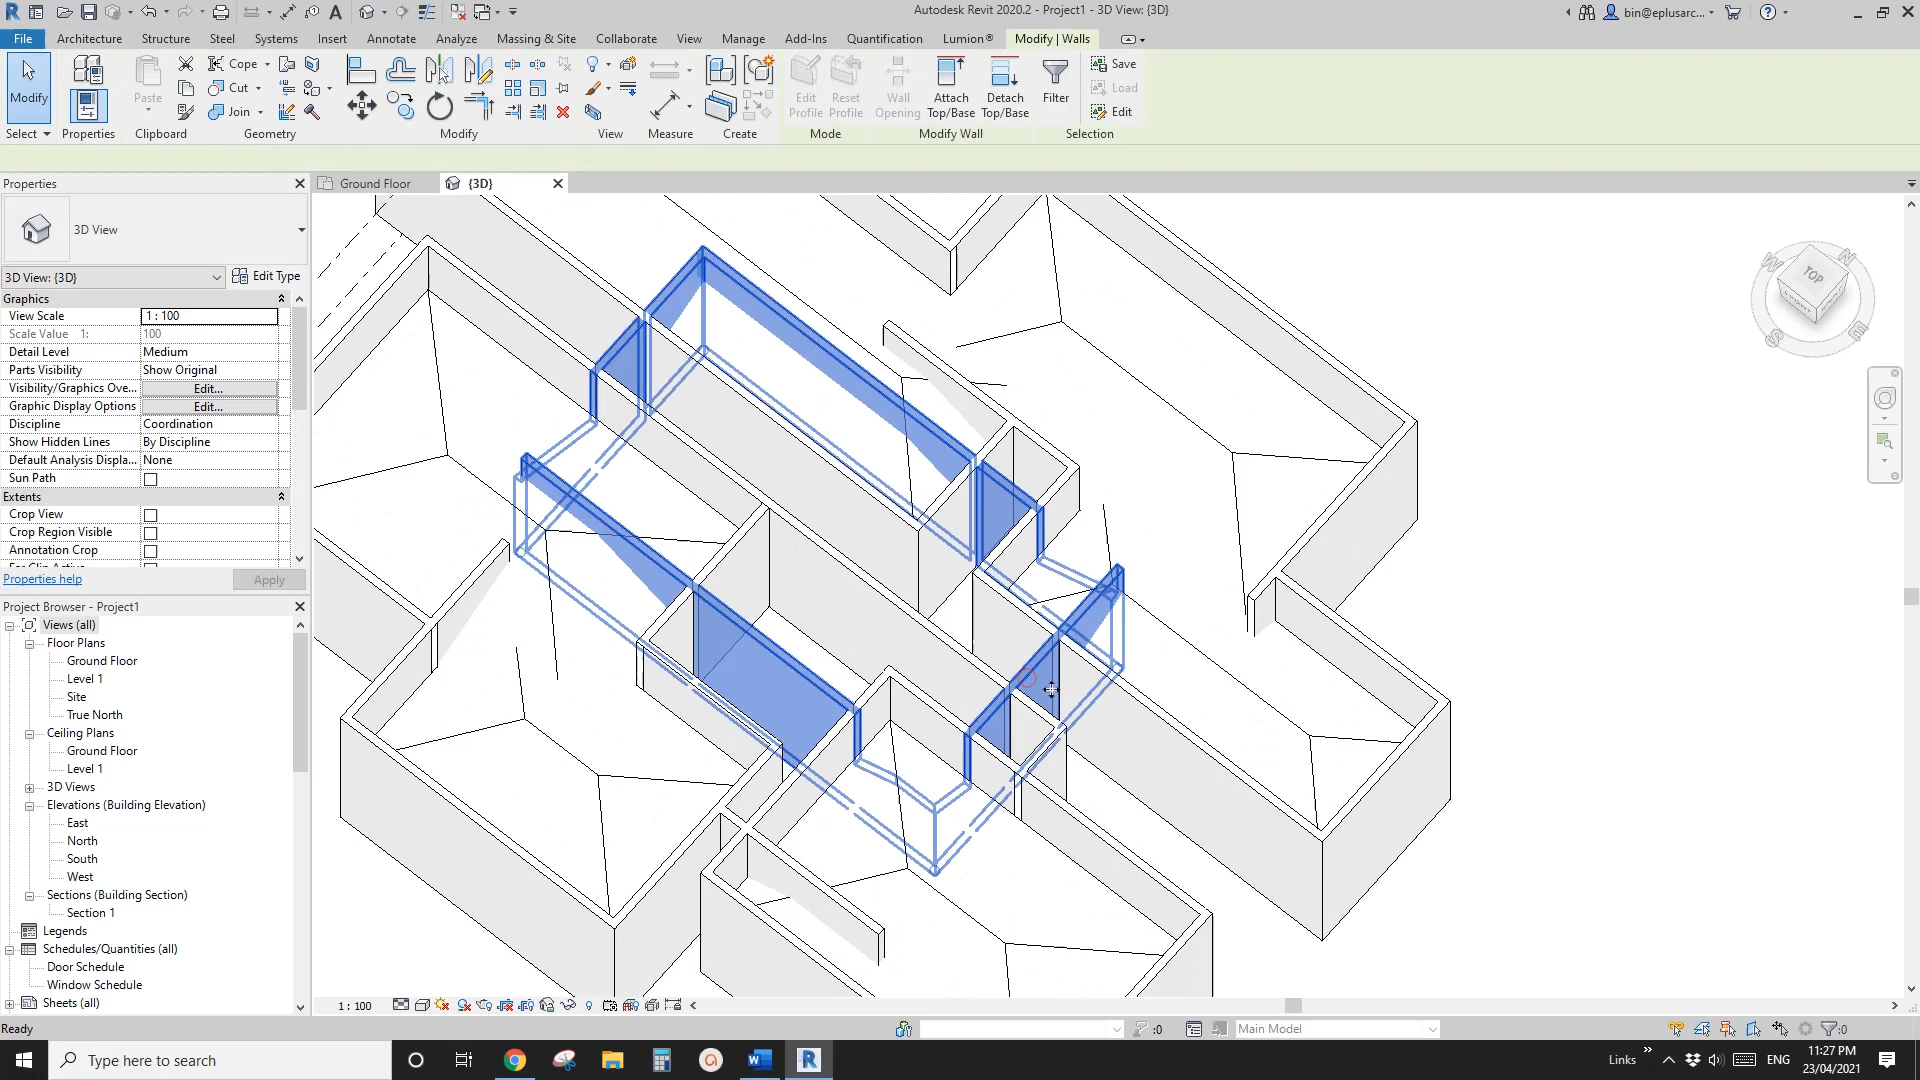 Autodesk Revit 2020.2 - Project1 - 3D View: {3D}
bin@eplusarc...
File Architecture Structure Steel Systems Insert Annotate Analyze Massing & Site Collaborate View Manage Add-Ins Quantification Lumion® Modify | Walls
Modify
Select
Properties
Paste
Clipboard
Cope
Cut
Join
Geometry
Modify
View
Measure
Create
Edit Profile
Reset Profile
Mode
Wall Opening
Attach Top/Base
Detach Top/Base
Modify Wall
Filter
Save
Load
Edit
Selection
Properties
Ground Floor
{3D}
3D View
3D View: {3D}
Edit Type
Graphics
View Scale 1 : 100
Scale Value 1: 100
Detail Level Medium
Parts Visibility Show Original
Visibility/Graphics Ove... Edit...
Graphic Display Options Edit...
Discipline Coordination
Show Hidden Lines By Discipline
Default Analysis Displa... None
Sun Path
Extents
Crop View
Crop Region Visible
Annotation Crop
Properties help
Apply
Project Browser - Project1
Views (all)
Floor Plans
Ground Floor
Level 1
Site
True North
Ceiling Plans
Ground Floor
Level 1
3D Views
Elevations (Building Elevation)
East
North
South
West
Sections (Building Section)
Section 1
Legends
Schedules/Quantities (all)
Door Schedule
Window Schedule
Sheets (all)
TOP
W
N
S
E
1 : 100
Ready
:0
Main Model
:0
Type here to search
Links
ENG
11:27 PM
23/04/2021